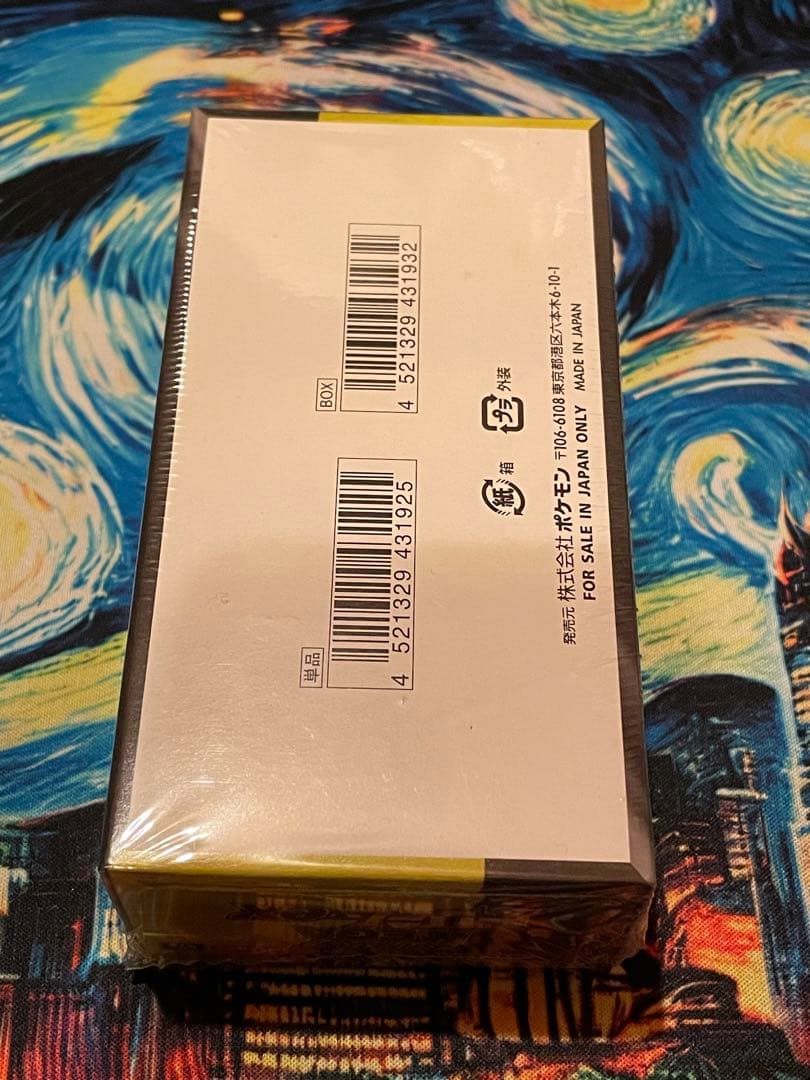 BOX
4 521329 431932
単品
4 521329 431925
プラ 外装
紙 箱
発売元 株式会社 ポケモン 〒106-6108 東京都港区六本木6-10-1
FOR SALE IN JAPAN ONLY MADE IN JAPAN